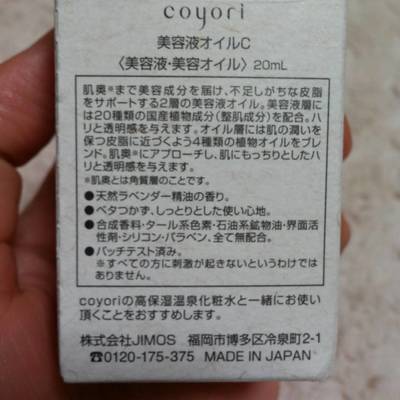 coyori
美容液オイルC
〈美容液・美容オイル〉20mL
肌奥*まで美容成分を届け、不足しがちな皮脂
をサポートする2層の美容液オイル。美容液層に
は20種類の国産植物成分(整肌成分)を配合。ハ
リと透明感を与えます。オイル層には肌の潤いを
保つ皮脂に近づくよう4種類の植物オイルをブレ
ンド。肌奥*にアプローチし、肌にもっちりとしたハ
リと透明感を与えます。
*肌奥とは角質層のことです。
●天然ラベンダー精油の香り。
●ベタつかず、しっとりとした使い心地。
●合成香料・タール系色素・石油系鉱物油・界面活
性剤・シリコン・パラベン、全て無配合。
●パッチテスト済み。
※すべての方に刺激が起きないというわけでは
ありません。
coyoriの高保湿温泉化粧水と一緒にお使い
頂くことをおすすめします。
株式会社JIMOS 福岡市博多区冷泉町2-1
☎0120-175-375 MADE IN JAPAN